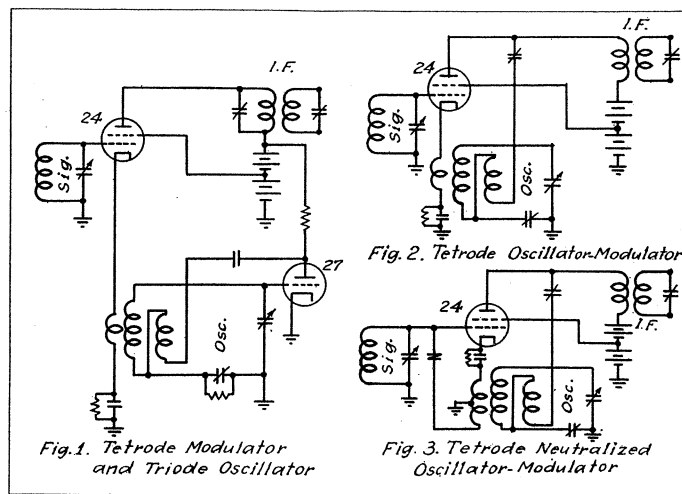 I.F.
24
Sig.
27
Osc.
Fig.1. Tetrode Modulator
and Triode Oscillator
I.F.
24
Sig.
Osc.
Fig. 2. Tetrode Oscillator-Modulator
24
I.F.
Sig.
Osc.
Fig. 3. Tetrode Neutralized
Oscillator-Modulator